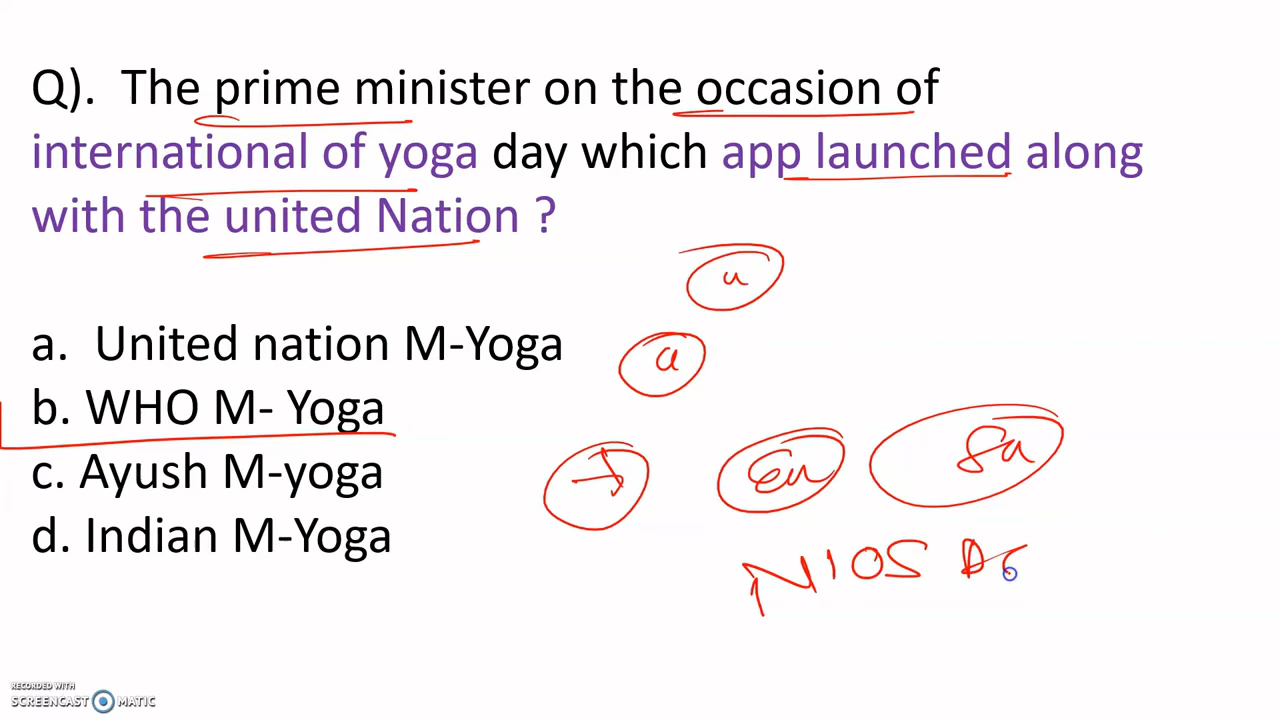 Q). The prime minister on the occasion of
international of yoga day which app launched along
with the united Nation ?
a. United nation M-Yoga
b. WHO M- Yoga
c. Ayush M-yoga
d. Indian M-Yoga
a
NIOS
RECORDED WITH
SCREENCAST MATIC